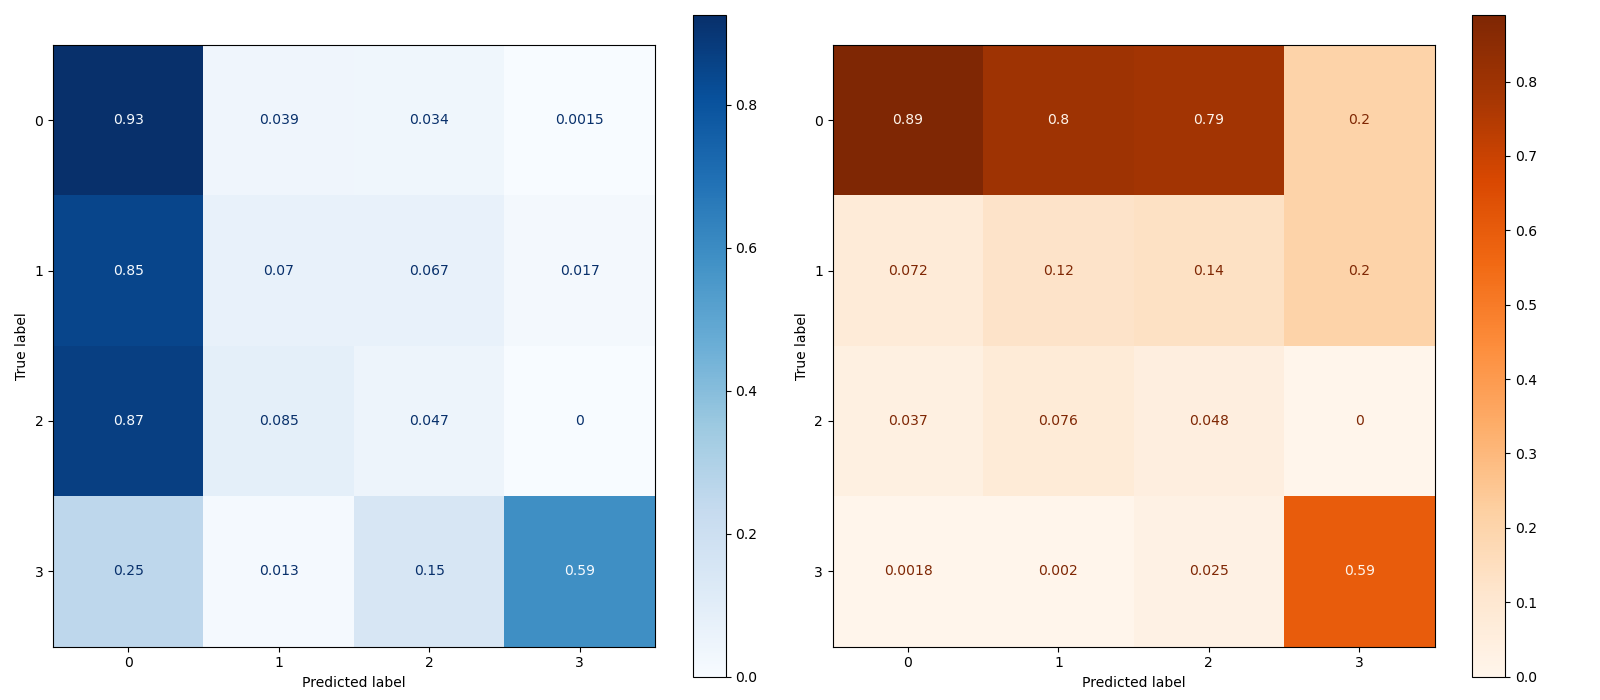 0 0.93 0.039 0.034 0.0015
1 0.85 0.07 0.067 0.017
2 0.87 0.085 0.047 0
3 0.25 0.013 0.15 0.59
0 1 2 3
Predicted label
True label
0.8
0.6
0.4
0.2
0.0
0 0.89 0.8 0.79 0.2
1 0.072 0.12 0.14 0.2
2 0.037 0.076 0.048 0
3 0.0018 0.002 0.025 0.59
0 1 2 3
Predicted label
True label
0.8
0.7
0.6
0.5
0.4
0.3
0.2
0.1
0.0